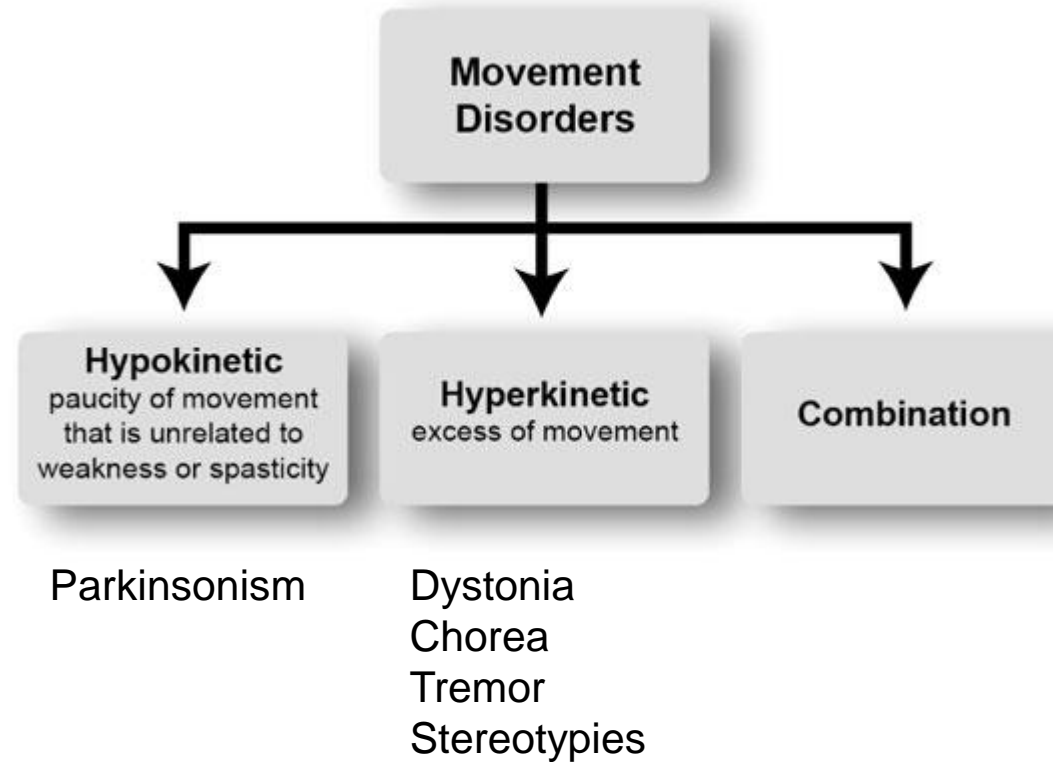 Movement
Disorders
Hypokinetic
paucity of movement
that is unrelated to
weakness or spasticity
Hyperkinetic
excess of movement
Combination
Parkinsonism
Dystonia
Chorea
Tremor
Stereotypies